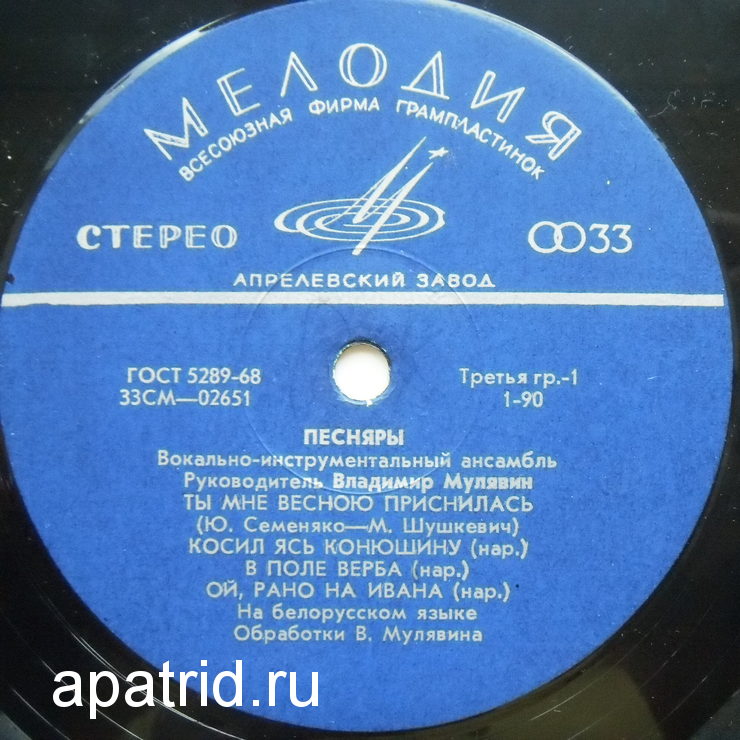 МЕЛОДИЯ
ВСЕСОЮЗНАЯ ФИРМА ГРАМПЛАСТИНОК
СТЕРЕО
33
АПРЕЛЕВСКИЙ ЗАВОД
ГОСТ 5289-68
Третья гр.-1
33СМ—02651
1-90
ПЕСНЯРЫ
Вокально-инструментальный ансамбль
Руководитель Владимир Мулявин
ТЫ МНЕ ВЕСНОЮ ПРИСНИЛАСЬ
(Ю. Семеняко—М. Шушкевич)
КОСИЛ ЯСЬ КОНЮШИНУ (нар.)
В ПОЛЕ ВЕРБА (нар.)
ОЙ, РАНО НА ИВАНА (нар.)
На белорусском языке
Обработки В. Мулявина
apatrid.ru